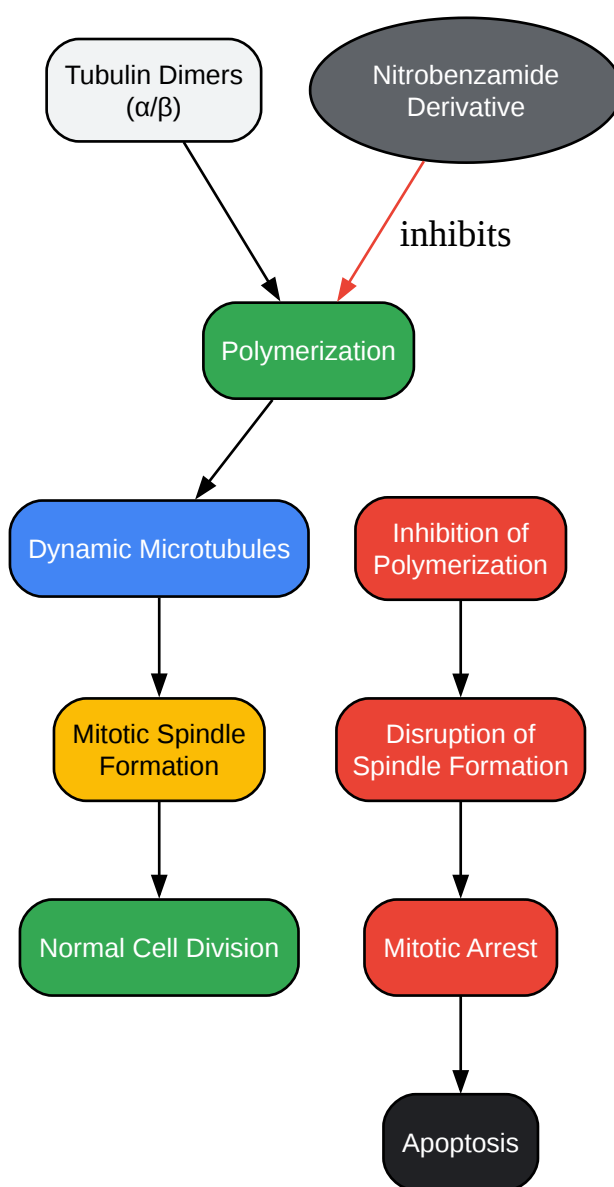 Tubulin Dimers
(α/β)
Nitrobenzamide
Derivative
inhibits
Polymerization
Dynamic Microtubules
Inhibition of
Polymerization
Mitotic Spindle
Formation
Disruption of
Spindle Formation
Normal Cell Division
Mitotic Arrest
Apoptosis